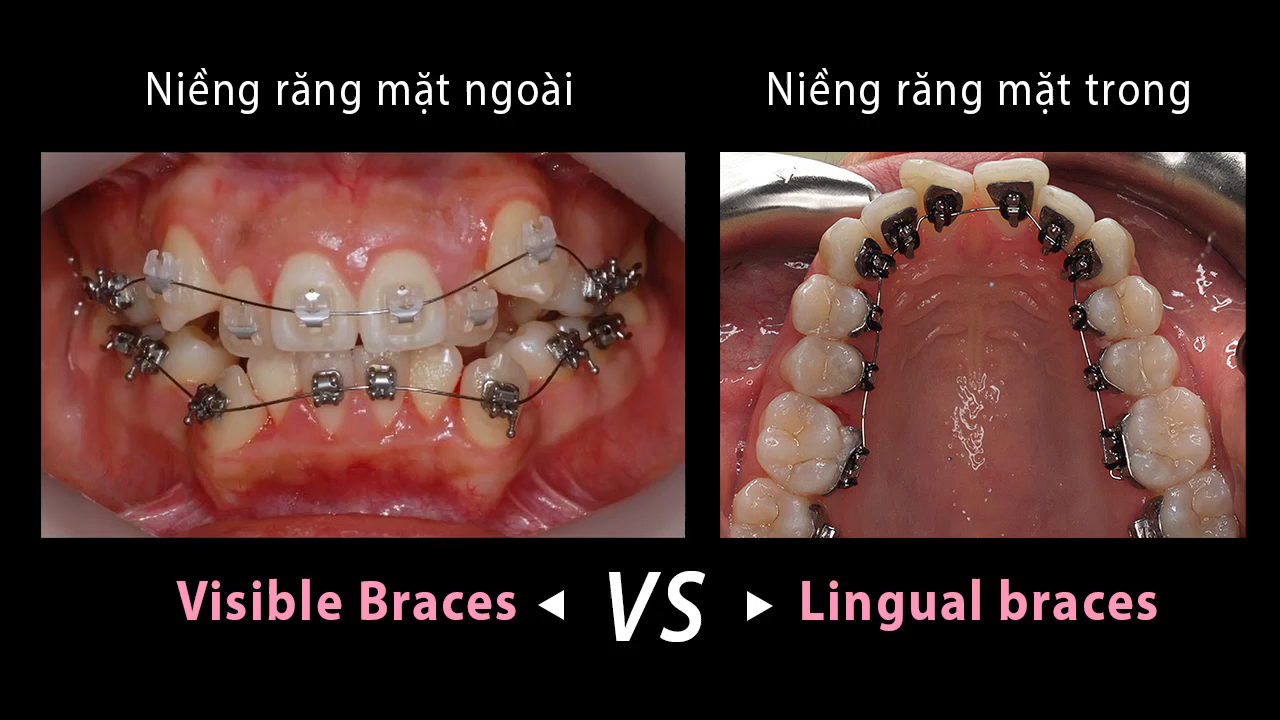 Niềng răng mặt ngoài
Niềng răng mặt trong
Visible Braces
VS
Lingual braces